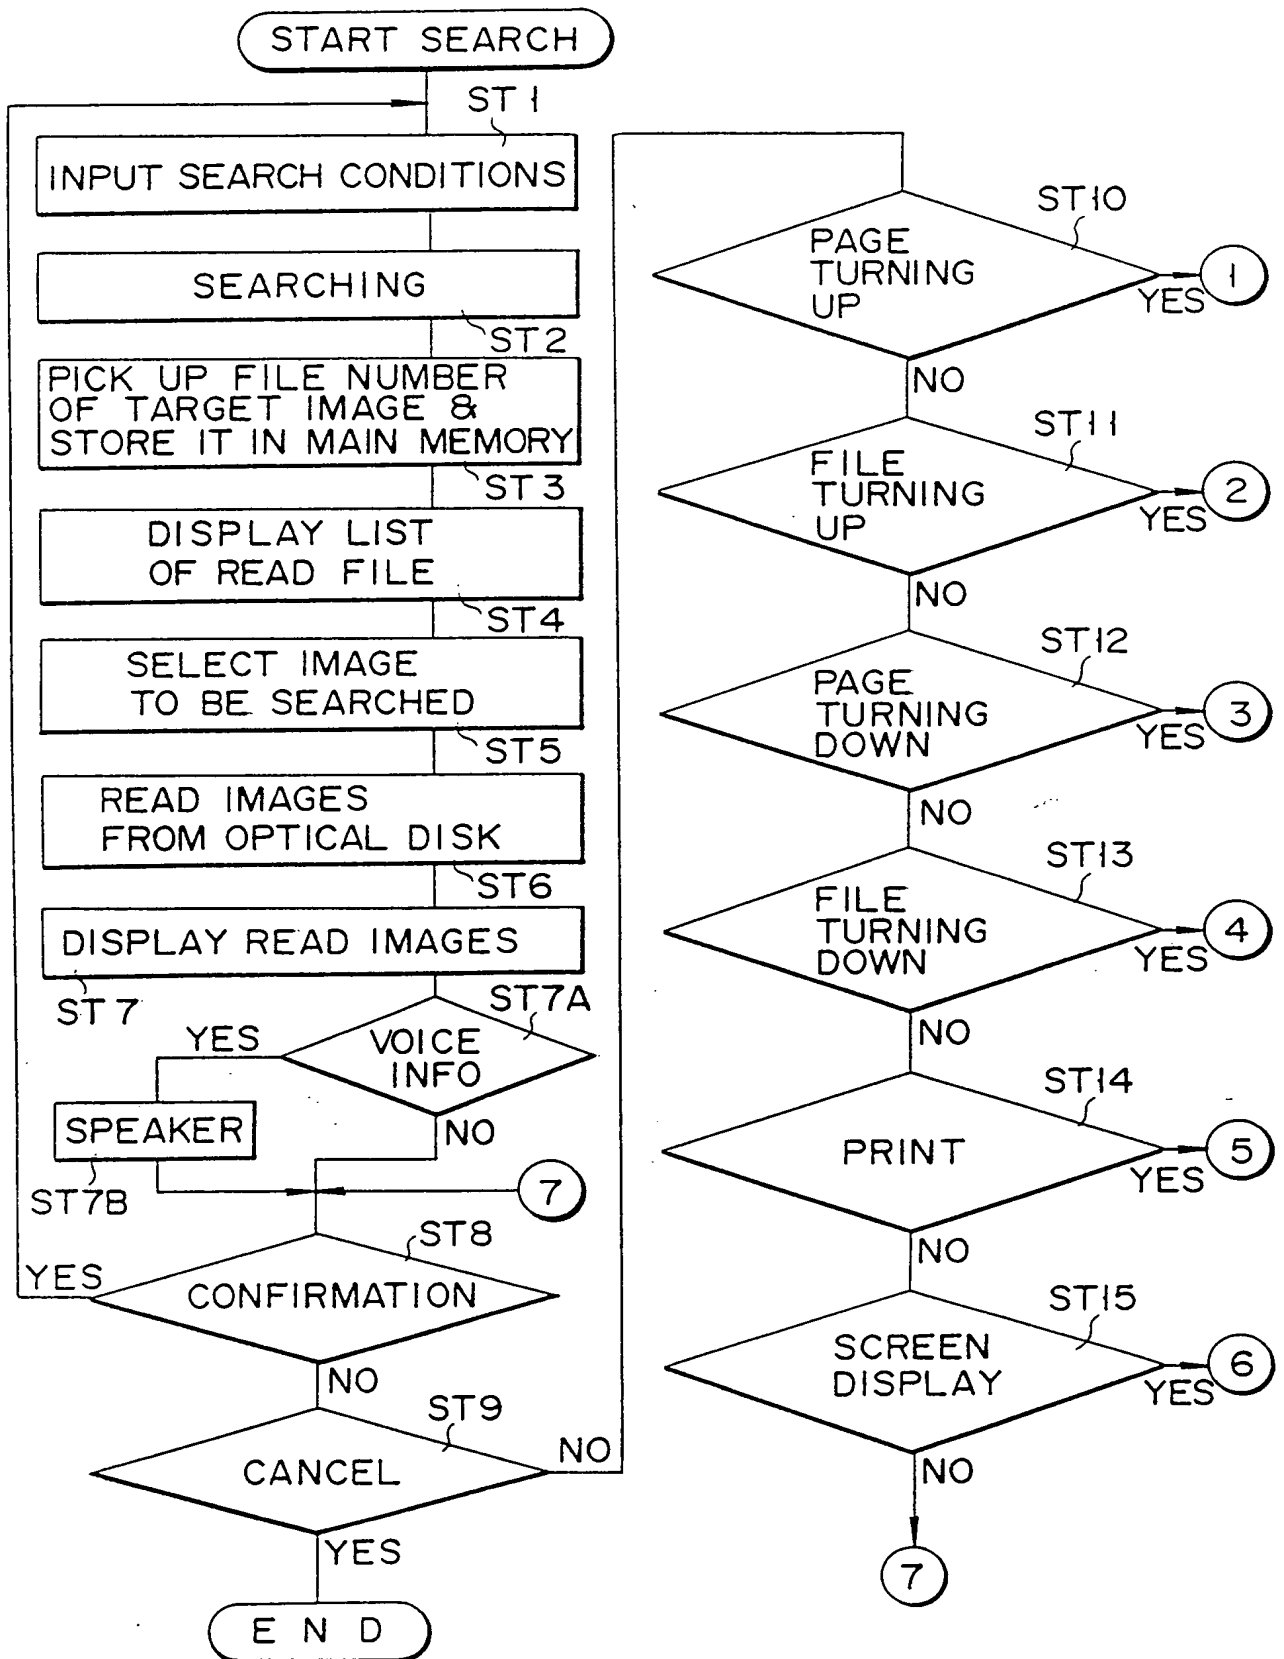 START SEARCH
ST1
INPUT SEARCH CONDITIONS
SEARCHING
ST2
PICK UP FILE NUMBER
OF TARGET IMAGE &
STORE IT IN MAIN MEMORY
ST3
DISPLAY LIST
OF READ FILE
ST4
SELECT IMAGE
TO BE SEARCHED
ST5
READ IMAGES
FROM OPTICAL DISK
ST6
DISPLAY READ IMAGES
ST7
ST7A
YES
VOICE
INFO
NO
SPEAKER
ST7B
7
ST8
YES
CONFIRMATION
NO
ST9
NO
CANCEL
YES
END
ST10
PAGE
TURNING
UP
YES
1
NO
ST11
FILE
TURNING
UP
YES
2
NO
ST12
PAGE
TURNING
DOWN
YES
3
NO
ST13
FILE
TURNING
DOWN
YES
4
NO
ST14
PRINT
YES
5
NO
ST15
SCREEN
DISPLAY
YES
6
NO
7